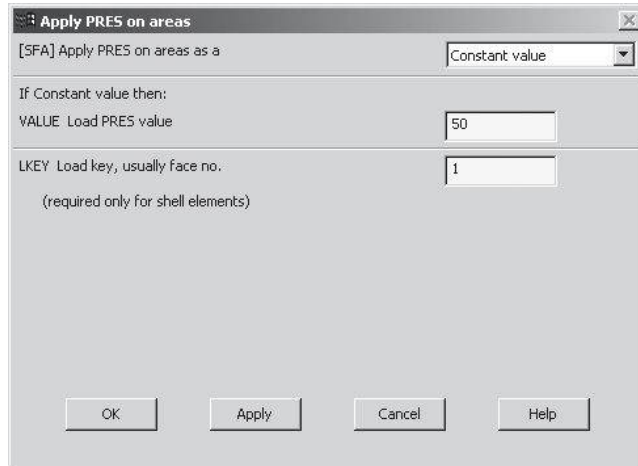 Apply PRES on areas
[SFA] Apply PRES on areas as a
Constant value
If Constant value then:
VALUE Load PRES value
50
LKEY Load key, usually face no.
1
(required only for shell elements)
OK
Apply
Cancel
Help